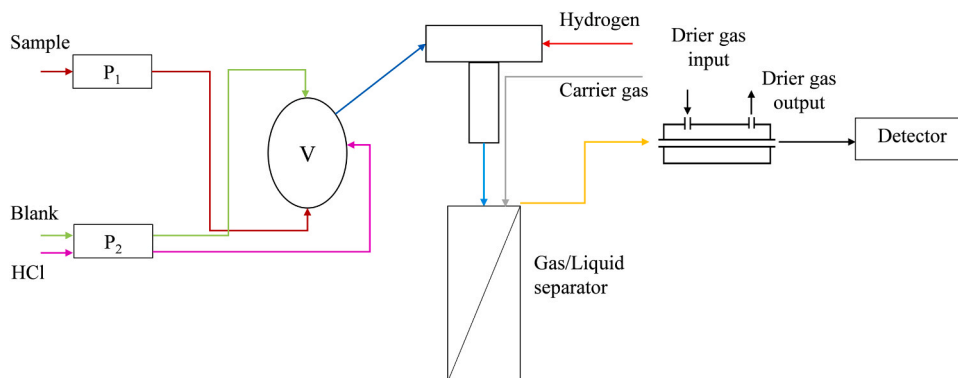 Sample
P1
Blank
HCl
P2
V
Hydrogen
Carrier gas
Drier gas
input
Drier gas
output
Detector
Gas/Liquid
separator